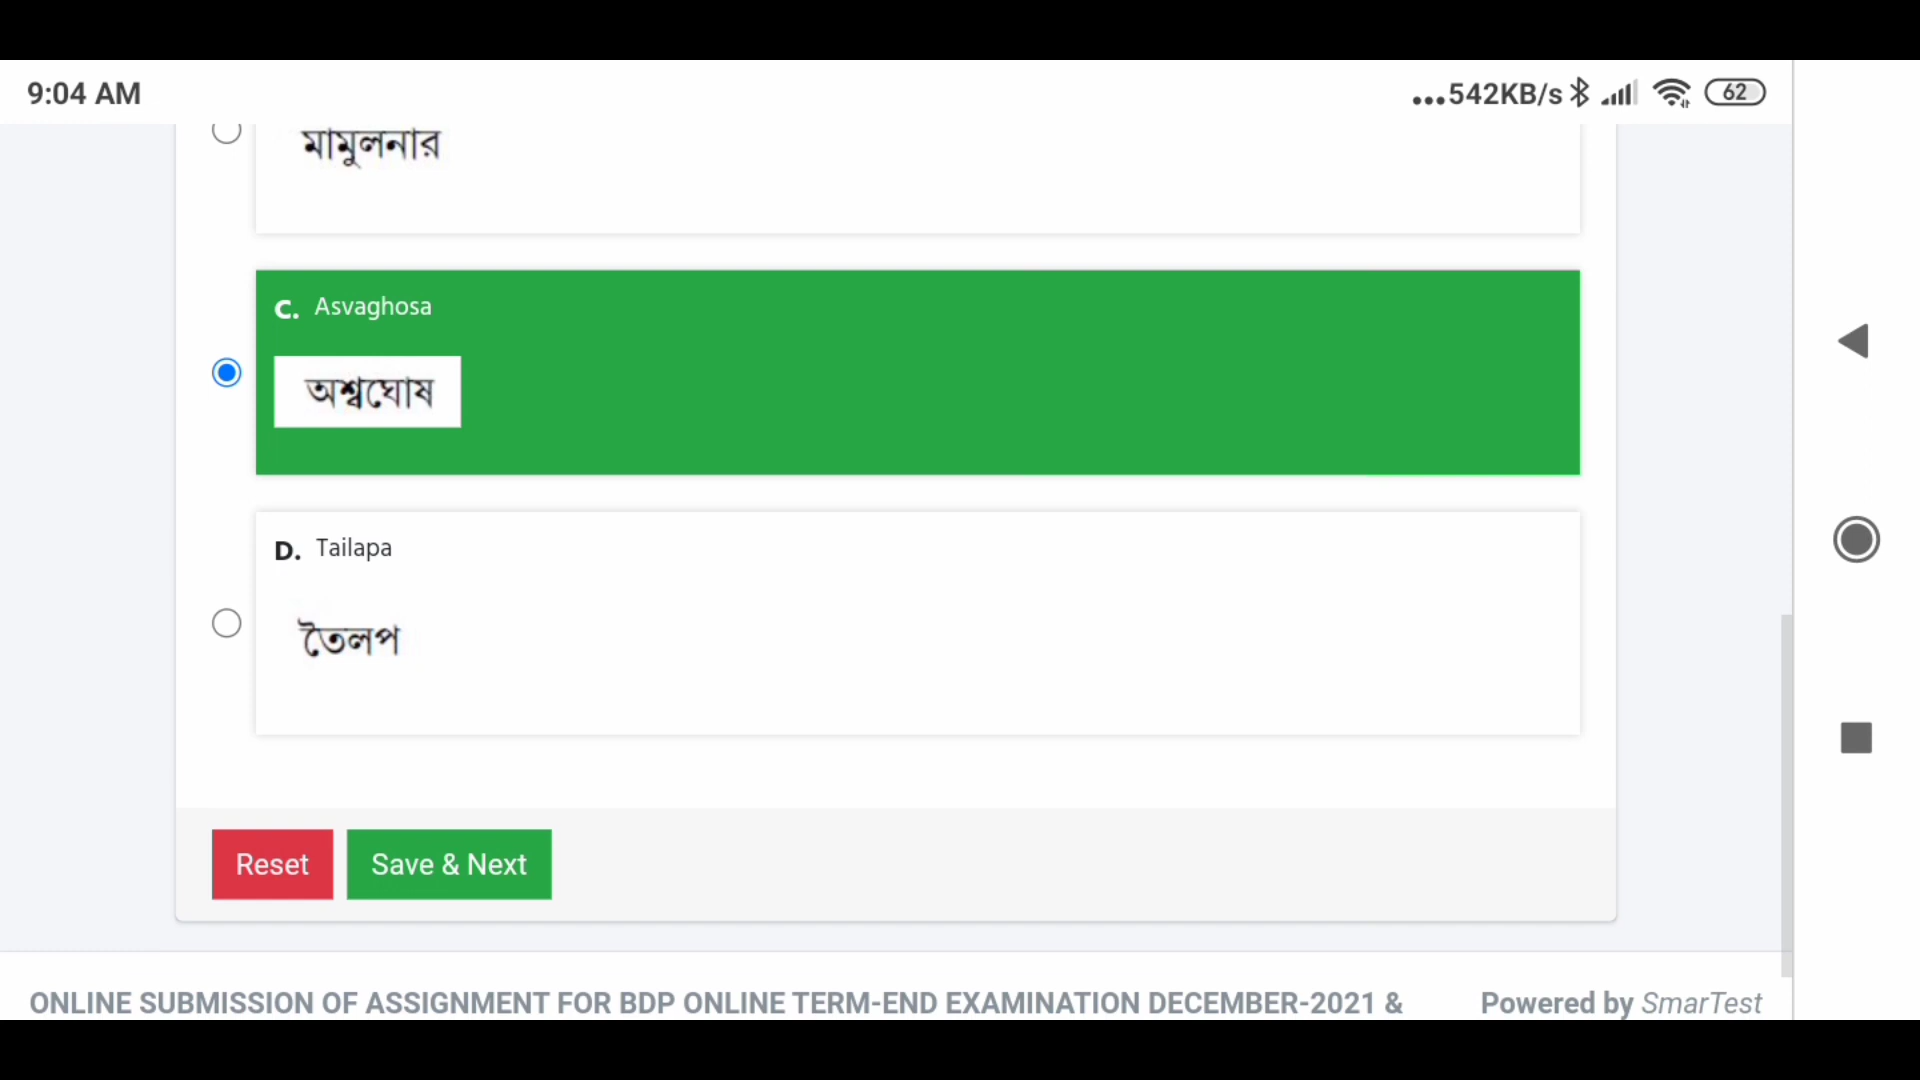 9:04 AM
...542KB/s 62
মামুলনার
C. Asvaghosa
অশ্বঘোষ
D. Tailapa
তৈলপ
Reset Save & Next
ONLINE SUBMISSION OF ASSIGNMENT FOR BDP ONLINE TERM-END EXAMINATION DECEMBER-2021 & Powered by SmarTest